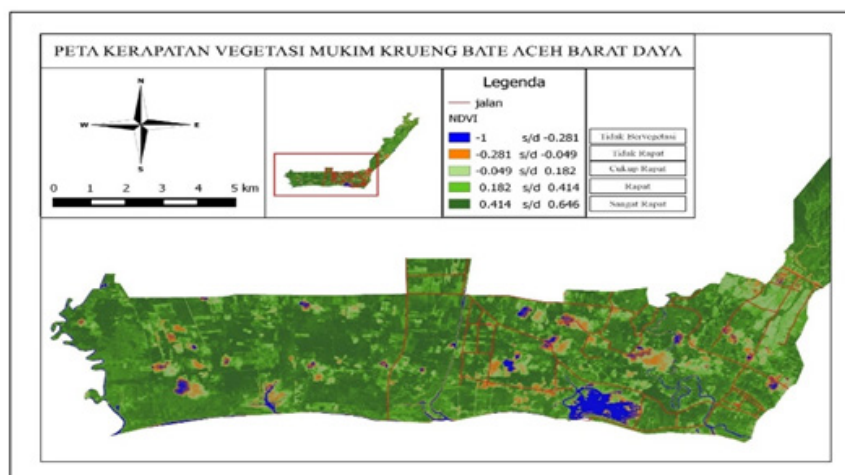 PETA KERAPATAN VEGETASI MUKIM KRUENG BATE ACEH BARAT DAYA
N
W E
S
0 1 2 3 4 5 km
Legenda
jalan
NDVI
-1 s/d -0.281 Tidak Bervegetasi
-0.281 s/d -0.049 Tidak Rapat
-0.049 s/d 0.182 Cukup Rapat
0.182 s/d 0.414 Rapat
0.414 s/d 0.646 Sangat Rapat